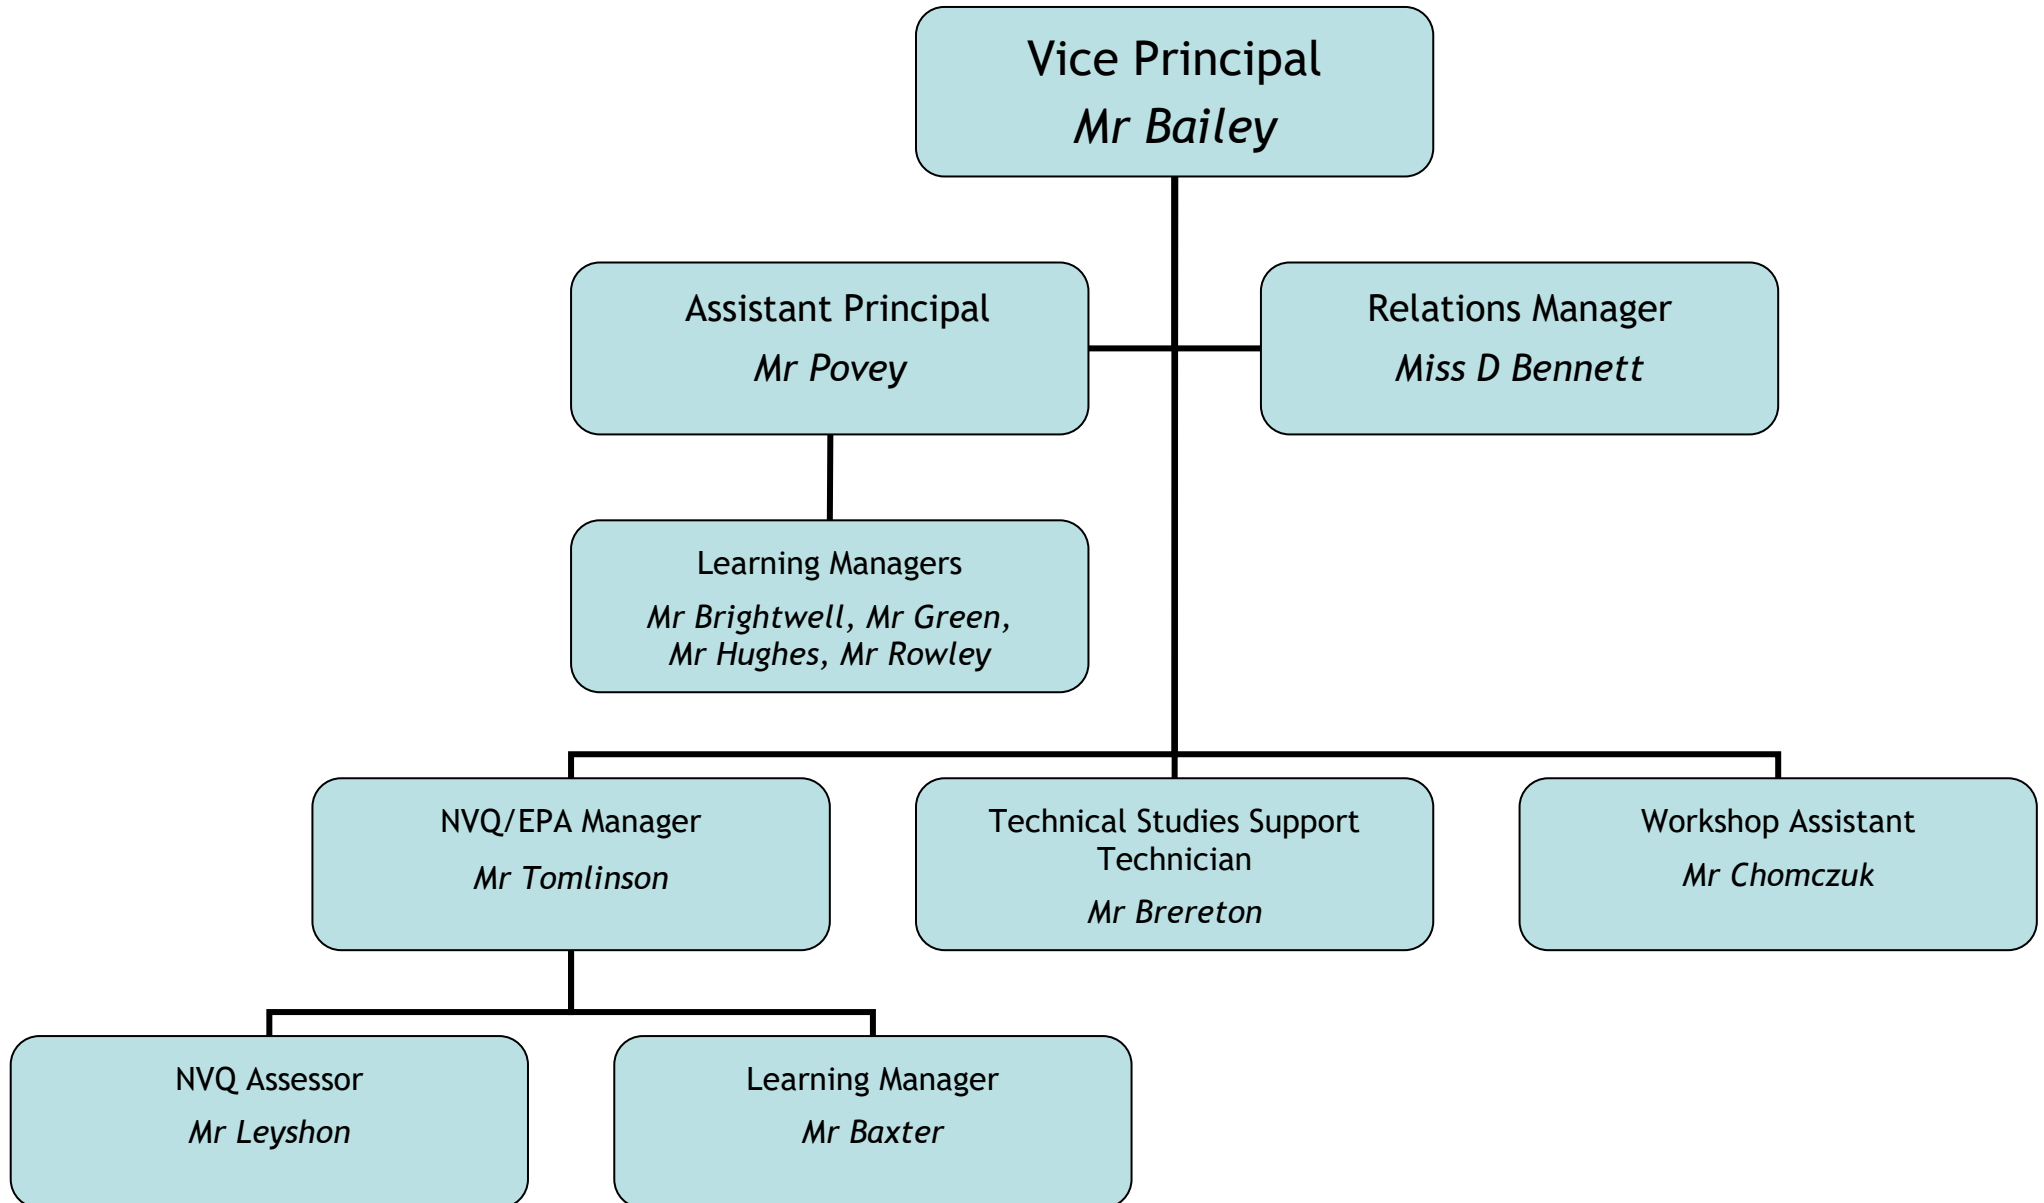 Vice Principal
Mr Bailey
Assistant Principal
Mr Povey
Relations Manager
Miss D Bennett
Learning Managers
Mr Brightwell, Mr Green,
Mr Hughes, Mr Rowley
NVQ/EPA Manager
Mr Tomlinson
Technical Studies Support
Technician
Mr Brereton
Workshop Assistant
Mr Chomczuk
NVQ Assessor
Mr Leyshon
Learning Manager
Mr Baxter